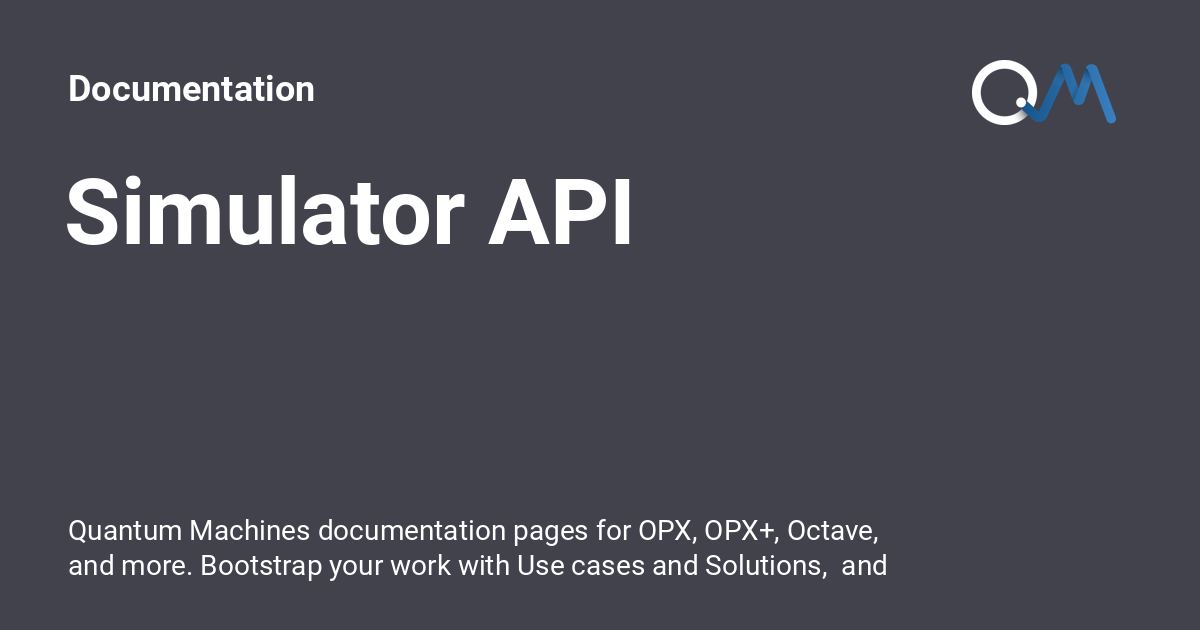 Documentation
QM
Simulator API
Quantum Machines documentation pages for OPX, OPX+, Octave,
and more. Bootstrap your work with Use cases and Solutions,  and